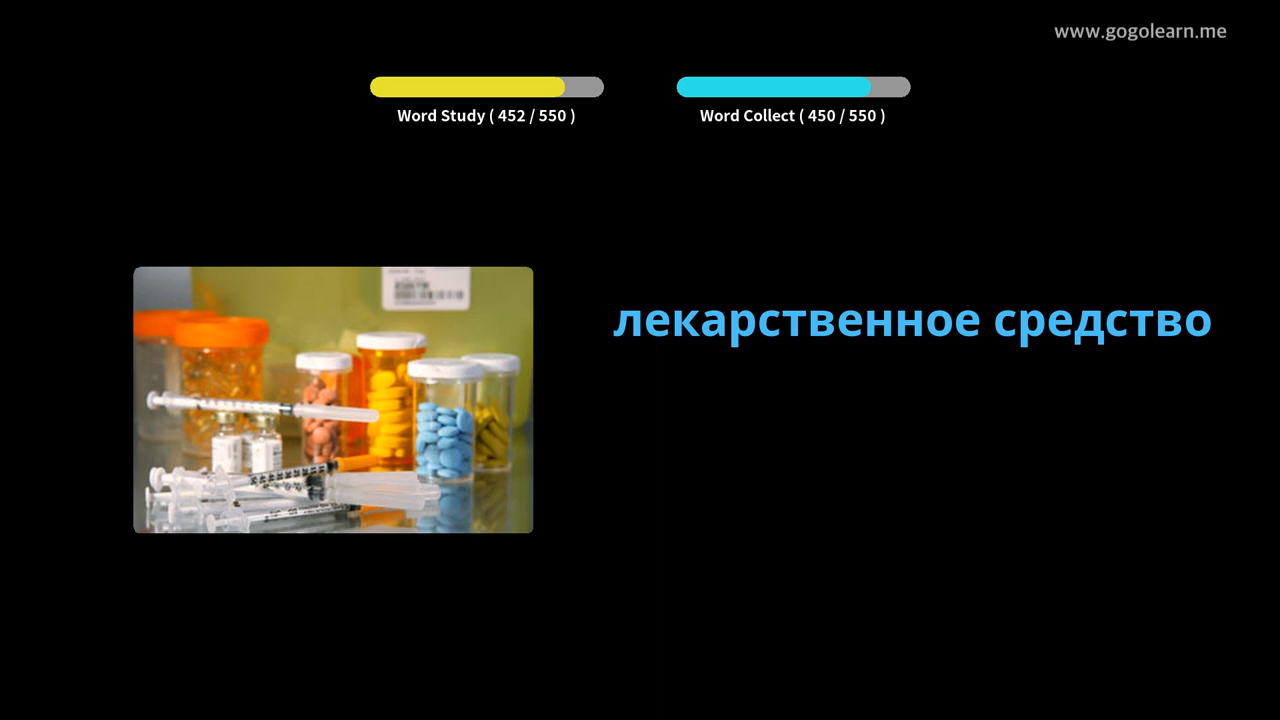 www.gogolearn.me
Word Study ( 452 / 550 )
Word Collect ( 450 / 550 )
лекарственное средство